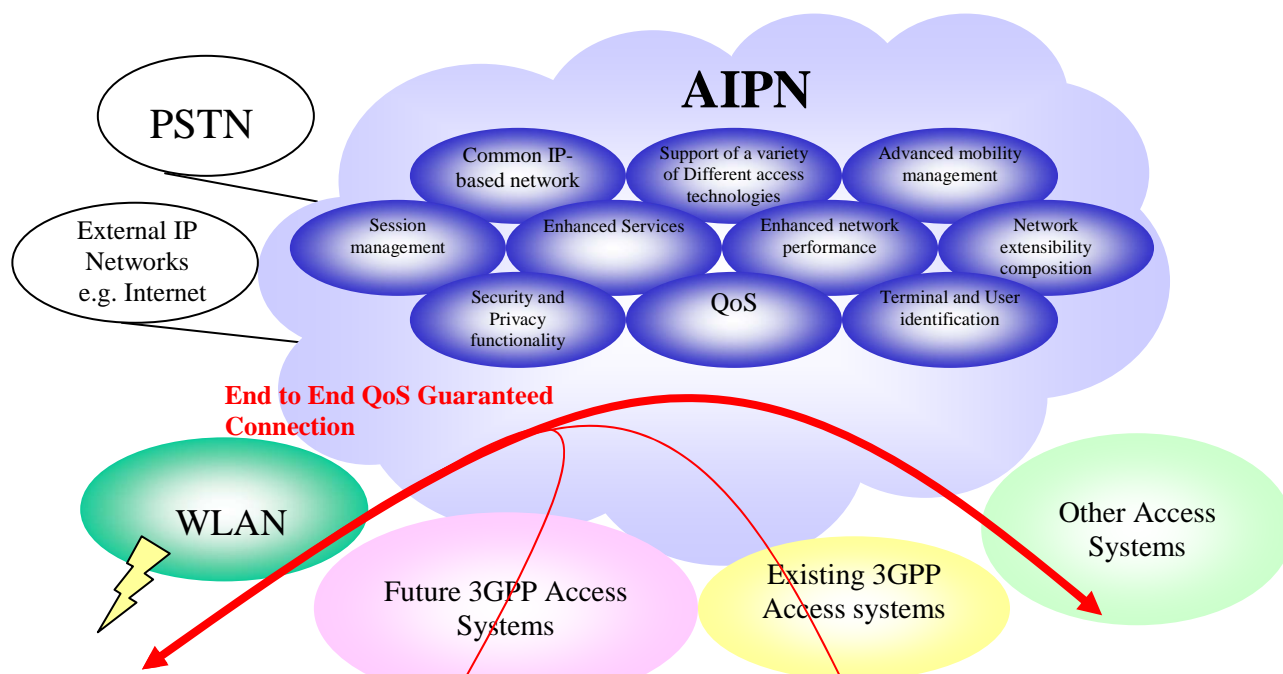 AIPN
PSTN
Common IP-
based network
Support of a variety
of Different access
technologies
Advanced mobility
management
Session
management
Enhanced Services
Enhanced network
performance
Network
extensibility
composition
External IP
Networks
e.g. Internet
Security and
Privacy
functionality
QoS
Terminal and User
identification
End to End QoS Guaranteed
Connection
WLAN
Other Access
Systems
Future 3GPP Access
Systems
Existing 3GPP
Access systems